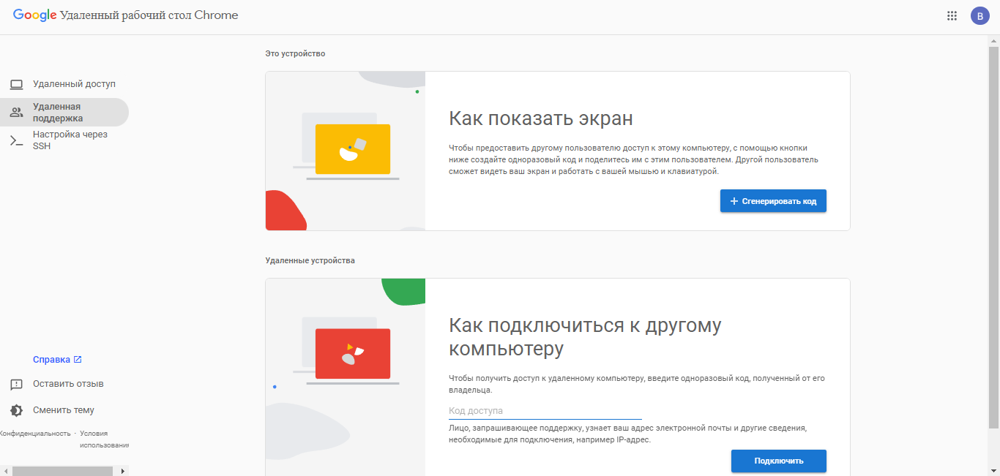 Google Удаленный рабочий стол Chrome
B
Удаленный доступ
Удаленная
поддержка
Настройка через
SSH
Справка
Оставить отзыв
Сменить тему
Конфиденциальность · Условия
использования
Это устройство
Как показать экран
Чтобы предоставить другому пользователю доступ к этому компьютеру, с помощью кнопки
ниже создайте одноразовый код и поделитесь им с этим пользователем. Другой пользователь
сможет видеть ваш экран и работать с вашей мышью и клавиатурой.
Сгенерировать код
Удаленные устройства
Как подключиться к другому
компьютеру
Чтобы получить доступ к удаленному компьютеру, введите одноразовый код, полученный от его
владельца.
Код доступа
Лицо, запрашивающее поддержку, узнает ваш адрес электронной почты и другие сведения,
необходимые для подключения, например IP-адрес.
Подключить